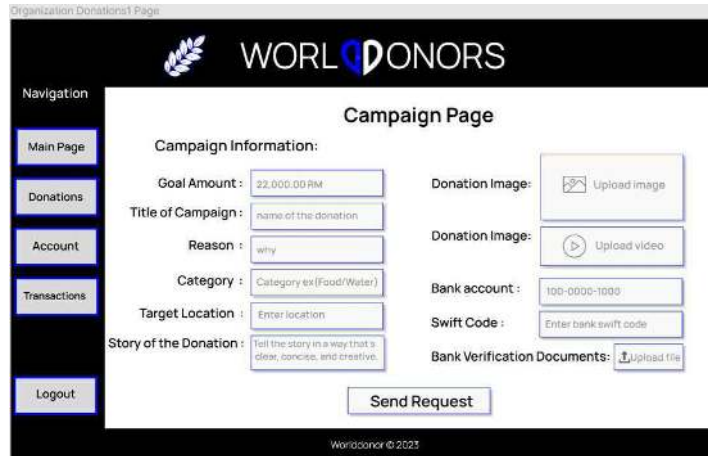 Organization Donations1 Page
WORLDDONORS
Navigation
Main Page
Donations
Account
Transactions
Logout
Campaign Page
Campaign Information:
Goal Amount : 22,000.00 RM
Title of Campaign : name of the donation
Reason : why
Category : Category ex(Food/Water)
Target Location : Enter location
Story of the Donation : Tell the story in a way that's
clear, concise, and creative.
Donation Image: Upload image
Donation Image: Upload video
Bank account : 100-0000-1000
Swift Code : Enter bank swift code
Bank Verification Documents: Upload file
Send Request
Worlddonor © 2023